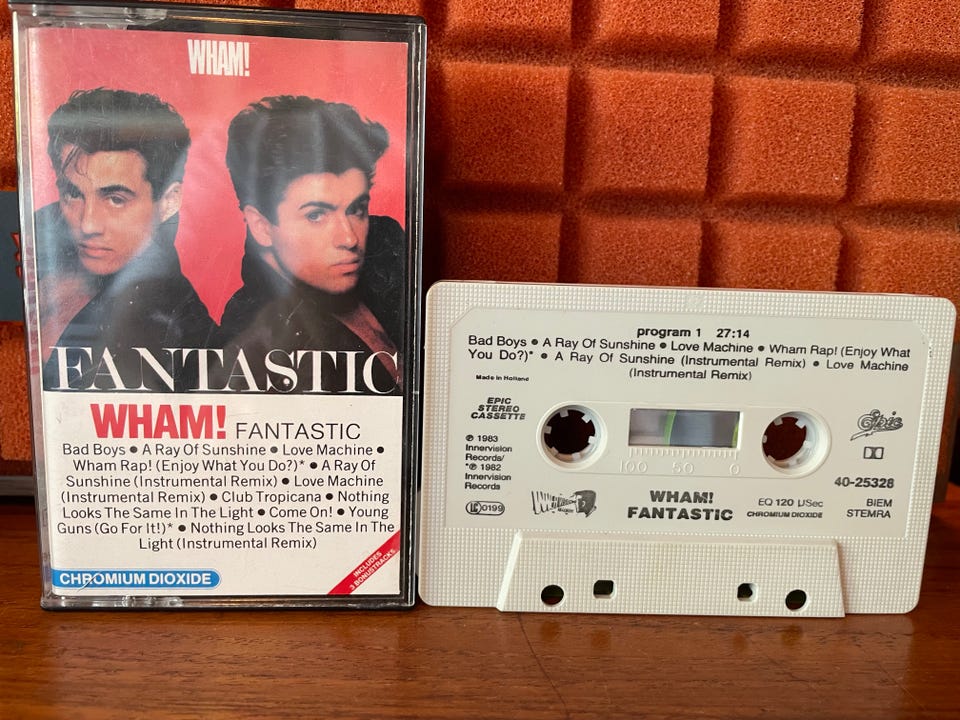 WHAM!
FANTASTIC
WHAM! FANTASTIC
Bad Boys ● A Ray Of Sunshine ● Love Machine ●
Wham Rap! (Enjoy What You Do?)* ● A Ray Of
Sunshine (Instrumental Remix) ● Love Machine
(Instrumental Remix) ● Club Tropicana ● Nothing
Looks The Same In The Light ● Come On! ● Young
Guns (Go For It!)* ● Nothing Looks The Same In The
Light (Instrumental Remix)
CHROMIUM DIOXIDE
INCLUDES
3 BONUSTRACKS
program 1 27:14
Bad Boys ● A Ray Of Sunshine ● Love Machine ● Wham Rap! (Enjoy What
You Do?)* ● A Ray Of Sunshine (Instrumental Remix) ● Love Machine
(Instrumental Remix)
Made in Holland
EPIC
STEREO
CASSETTE
℗ 1983
Innervision
Records/
*℗ 1982
Innervision
Records
LC 0199
100 50 0
WHAM!
FANTASTIC
Epic
40-25328
EQ 120 µSec
CHROMIUM DIOXIDE
BIEM
STEMRA